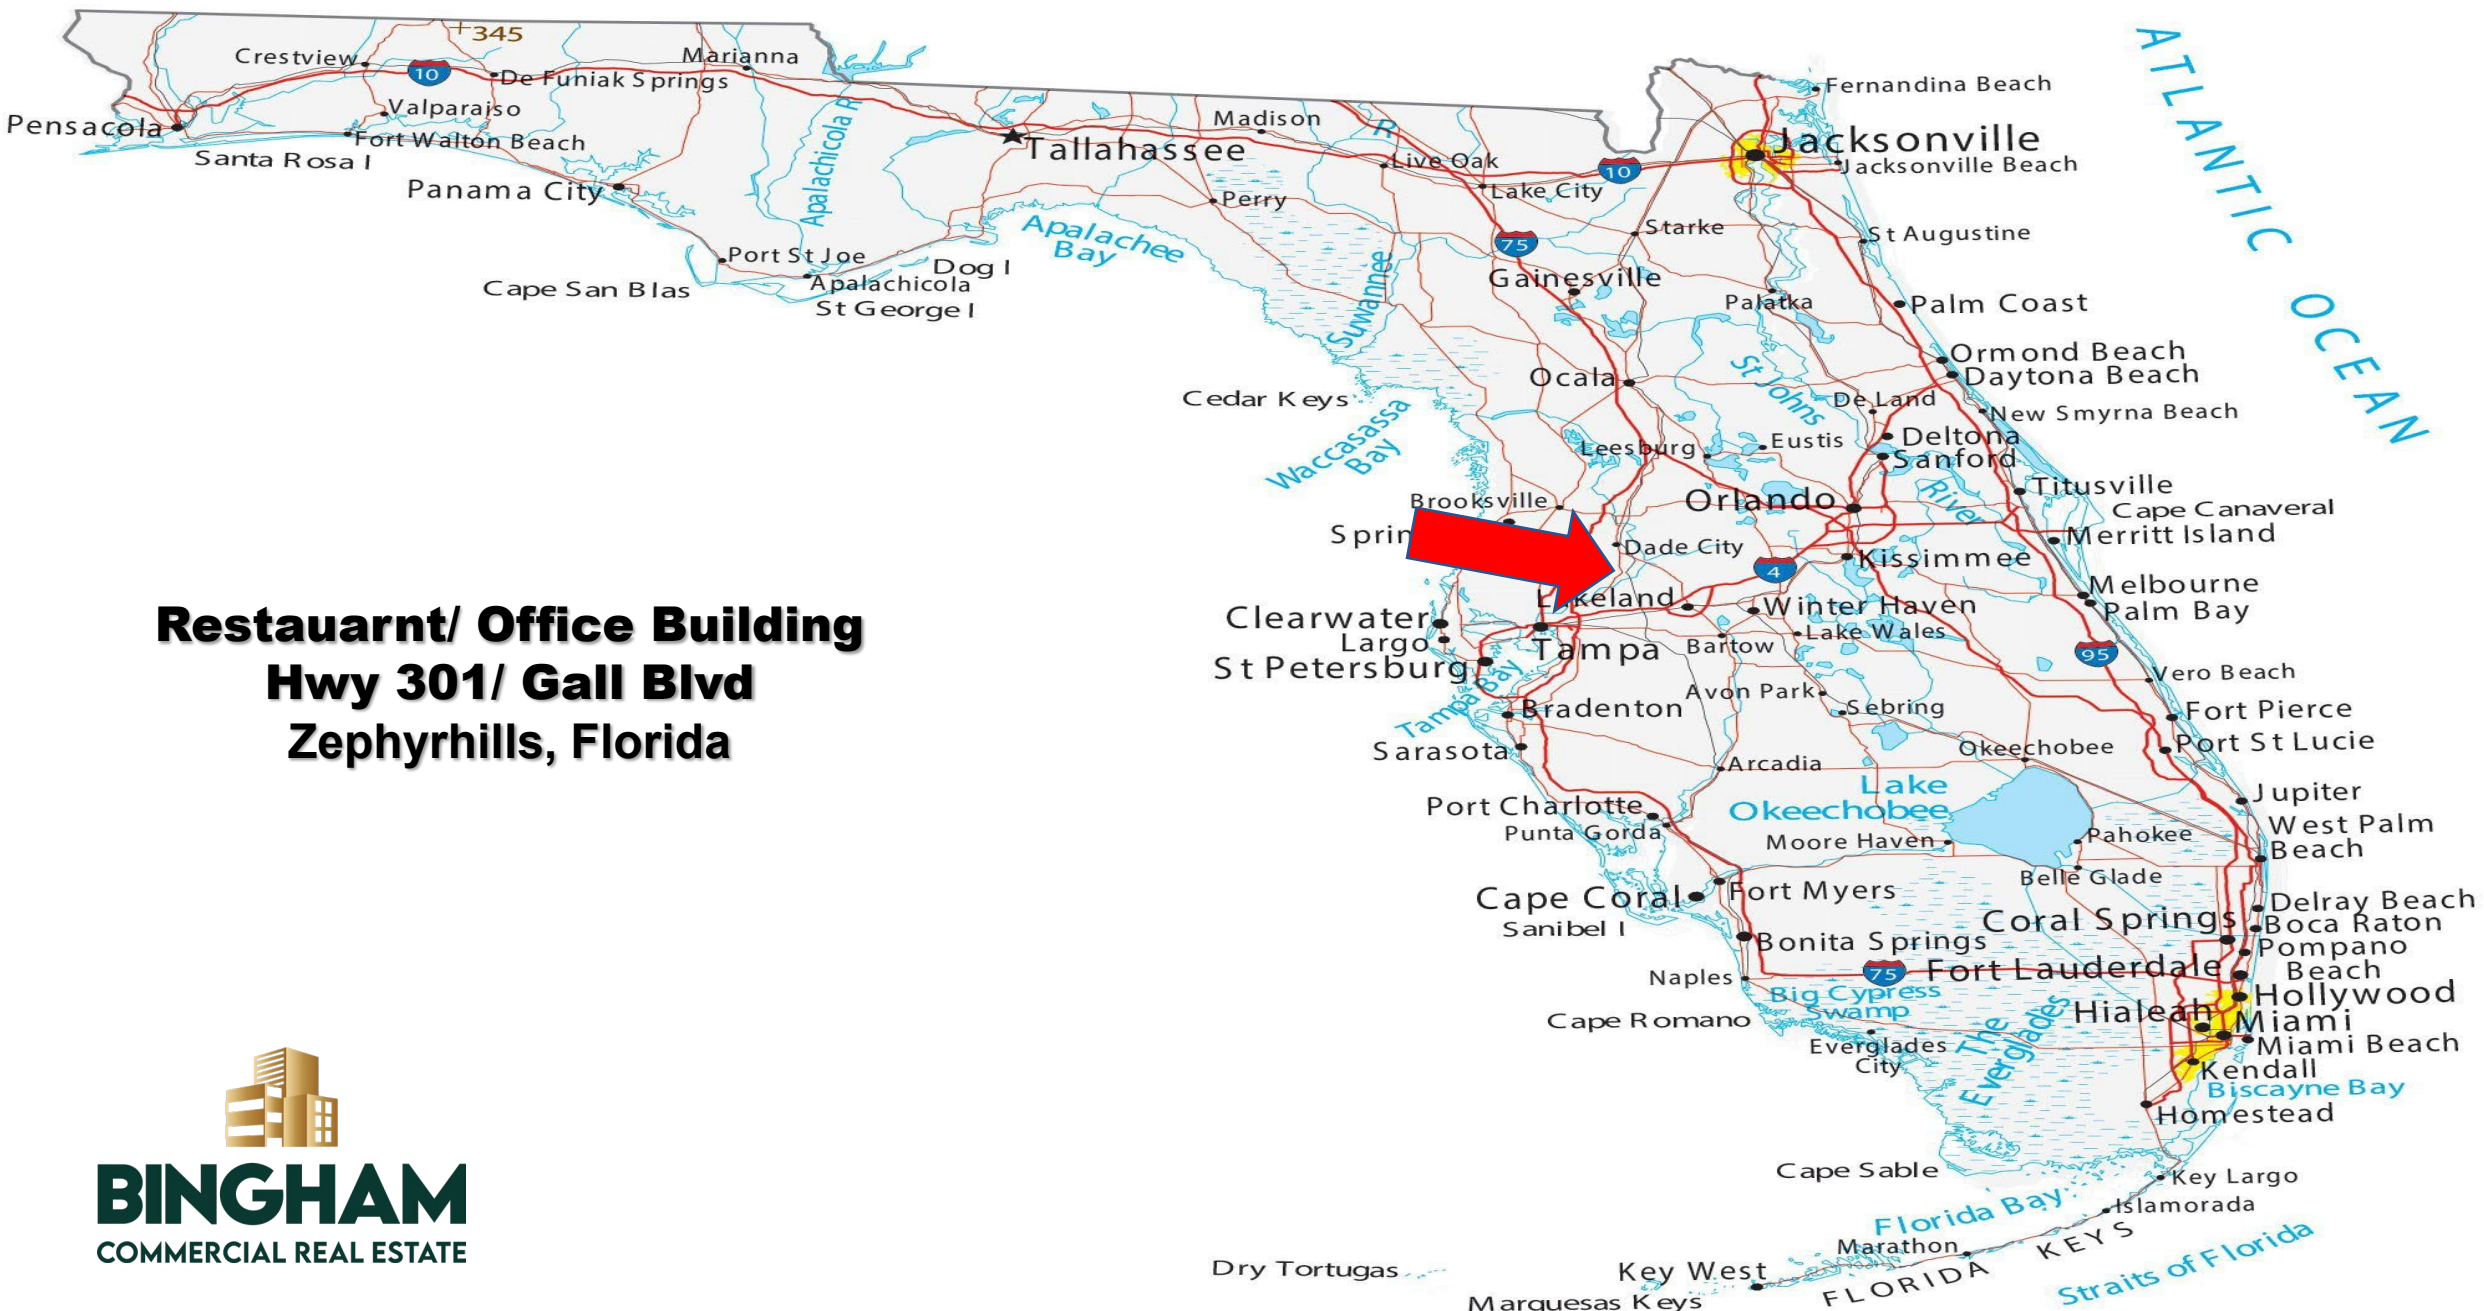 345
Crestview
10
De Funiak Springs
Marianna
Valparaiso
Pensacola
Fort Walton Beach
Santa Rosa I
Panama City
Apalachicola R
Port St Joe
Cape San Blas
Apalachicola
St George I
Dog I
Apalachee
Bay
Tallahassee
Madison
R
Live Oak
Perry
Suwannee
Lake City
10
Fernandina Beach
Jacksonville
Jacksonville Beach
Starke
St Augustine
75
Gainesville
Palatka
Palm Coast
ATLANTIC OCEAN
Ormond Beach
Daytona Beach
Ocala
St Johns
De Land
New Smyrna Beach
Cedar Keys
Waccasassa
Bay
Leesburg
Eustis
Deltona
Sanford
River
Titusville
Brooksville
Orlando
Cape Canaveral
Merritt Island
Sprin
Dade City
Kissimmee
4
Melbourne
Palm Bay
Lakeland
Winter Haven
Clearwater
Largo
Tampa
Bartow
Lake Wales
95
St Petersburg
Tampa Bay
Vero Beach
Avon Park
Sebring
Bradenton
Fort Pierce
Sarasota
Okeechobee
Port St Lucie
Arcadia
Lake
Okeechobee
Jupiter
Port Charlotte
Punta Gorda
Moore Haven
Pahokee
West Palm
Beach
Belle Glade
Cape Coral
Fort Myers
Delray Beach
Sanibel I
Coral Springs
Boca Raton
Bonita Springs
Pompano
Beach
Naples
75
Fort Lauderdale
Big Cypress
Swamp
Hollywood
Cape Romano
Hialeah
Miami
Everglades
City
The
Everglades
Miami Beach
Kendall
Biscayne Bay
Homestead
Cape Sable
Key Largo
Florida Bay
Islamorada
Marathon
FLORIDA KEYS
Straits of Florida
Dry Tortugas
Key West
Marquesas Keys
Restauarnt/ Office Building
Hwy 301/ Gall Blvd
Zephyrhills, Florida
BINGHAM
COMMERCIAL REAL ESTATE